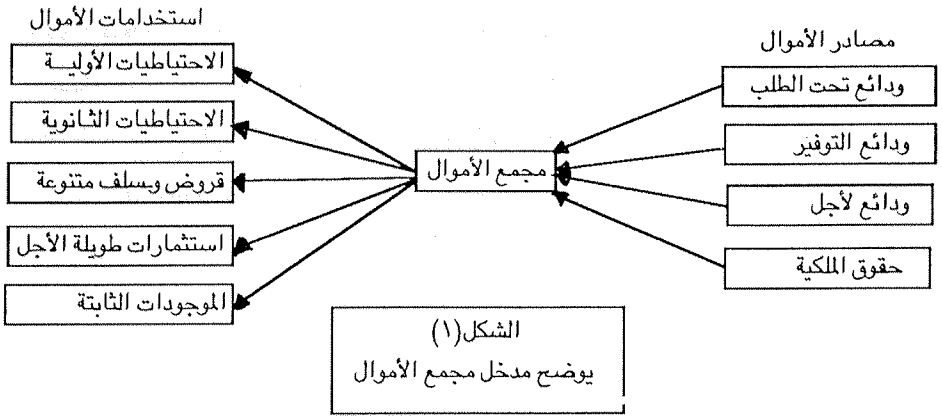 مصادر الأموال
ودائع تحت الطلب
ودائع التوفير
ودائع لأجل
حقوق الملكية
مجمع الأموال
استخدامات الأموال
الاحتياطيات الأوليــة
الاحتياطيات الثانوية
قروض وسلف متنوعة
استثمارات طويلة الأجل
الموجودات الثابتة
الشكل(١)
يوضح مدخل مجمع الأموال